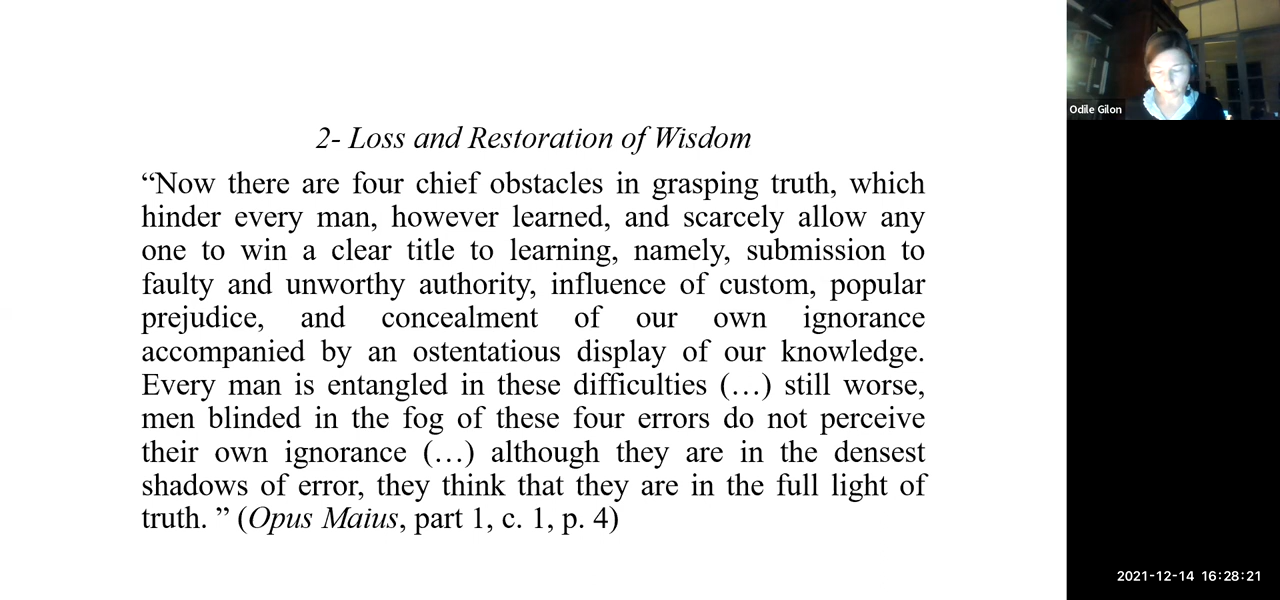 2- Loss and Restoration of Wisdom
“Now there are four chief obstacles in grasping truth, which
hinder every man, however learned, and scarcely allow any
one to win a clear title to learning, namely, submission to
faulty and unworthy authority, influence of custom, popular
prejudice, and concealment of our own ignorance
accompanied by an ostentatious display of our knowledge.
Every man is entangled in these difficulties (…) still worse,
men blinded in the fog of these four errors do not perceive
their own ignorance (…) although they are in the densest
shadows of error, they think that they are in the full light of
truth. ” (Opus Maius, part 1, c. 1, p. 4)
Odile Gilon
2021-12-14 16:28:21